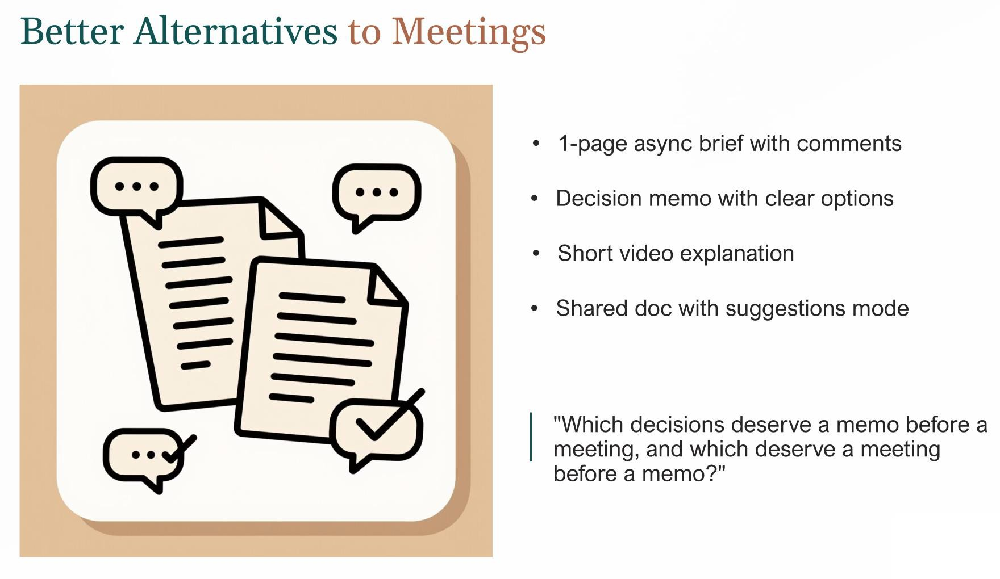 Better Alternatives to Meetings
• 1-page async brief with comments
• Decision memo with clear options
• Short video explanation
• Shared doc with suggestions mode
"Which decisions deserve a memo before a
meeting, and which deserve a meeting
before a memo?"